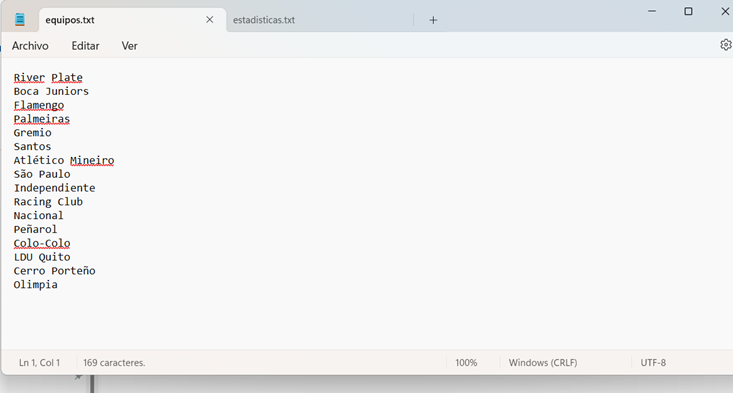 equipos.txt estadisticas.txt
Archivo Editar Ver
River Plate
Boca Juniors
Flamengo
Palmeiras
Gremio
Santos
Atlético Mineiro
São Paulo
Independiente
Racing Club
Nacional
Peñarol
Colo-Colo
LDU Quito
Cerro Porteño
Olimpia
Ln 1, Col 1 169 caracteres. 100% Windows (CRLF) UTF-8